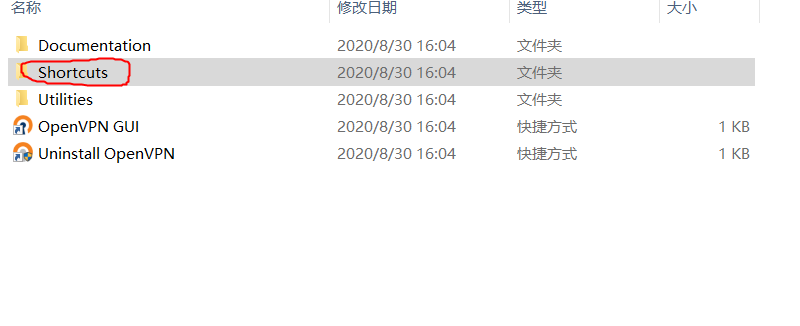 名称 修改日期 类型 大小
Documentation 2020/8/30 16:04 文件夹
Shortcuts 2020/8/30 16:04 文件夹
Utilities 2020/8/30 16:04 文件夹
OpenVPN GUI 2020/8/30 16:04 快捷方式 1 KB
Uninstall OpenVPN 2020/8/30 16:04 快捷方式 1 KB